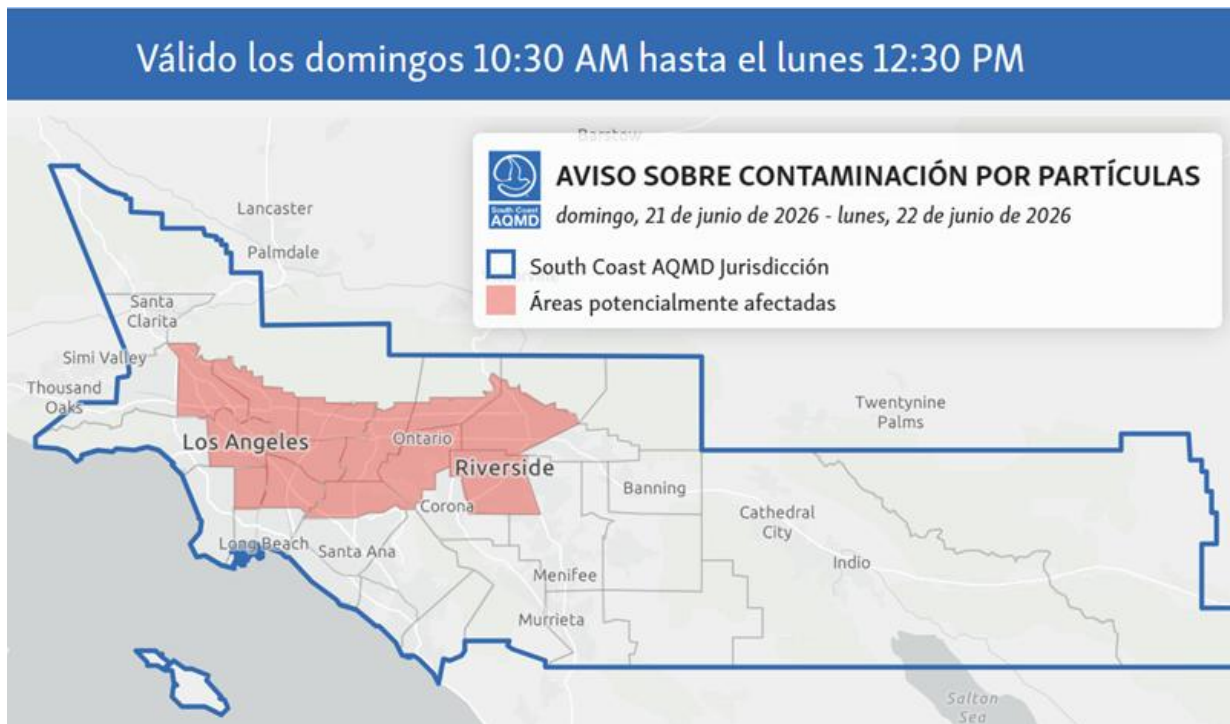 Válido los domingos 10:30 AM hasta el lunes 12:30 PM
Barstow
AVISO SOBRE CONTAMINACIÓN POR PARTÍCULAS
South Coast
AQMD
domingo, 21 de junio de 2026 - lunes, 22 de junio de 2026
South Coast AQMD Jurisdicción
Áreas potencialmente afectadas
Lancaster
Palmdale
Santa
Clarita
Simi Valley
Thousand
Oaks
Twentynine
Palms
Los Angeles
Ontario
Riverside
Banning
Corona
Cathedral
City
Long Beach
Santa Ana
Indio
Menifee
Murrieta
Salton
Sea